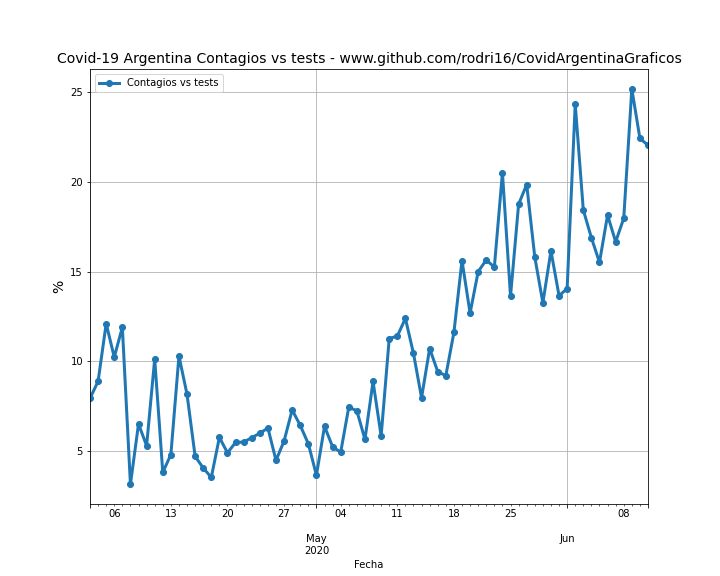 Covid-19 Argentina Contagios vs tests - www.github.com/rodri16/CovidArgentinaGraficos
Contagios vs tests
25
20
15
10
5
%
06 13 20 27 04 11 18 25 08
May Jun
2020
Fecha